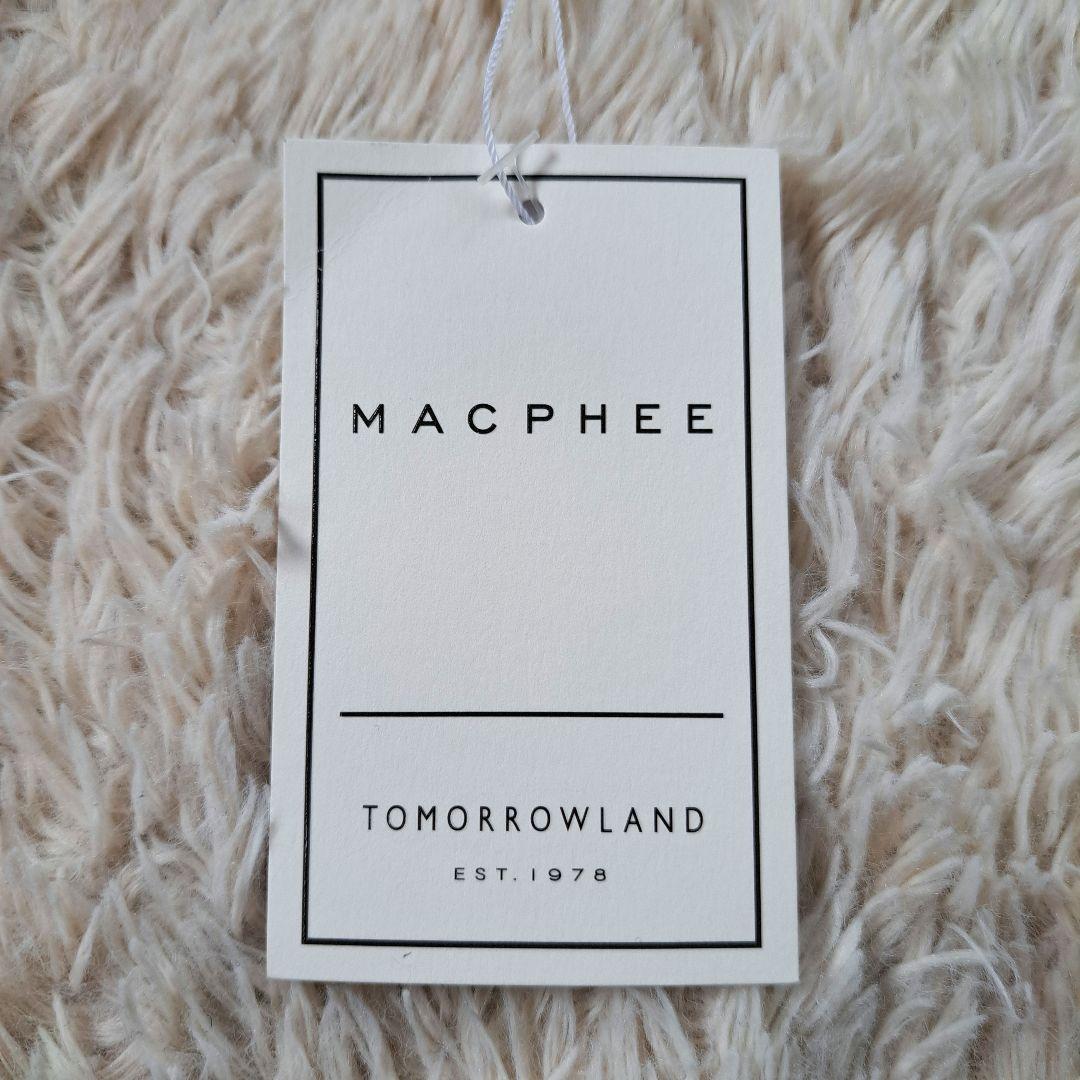 MACPHEE
TOMORROWLAND
EST. 1978